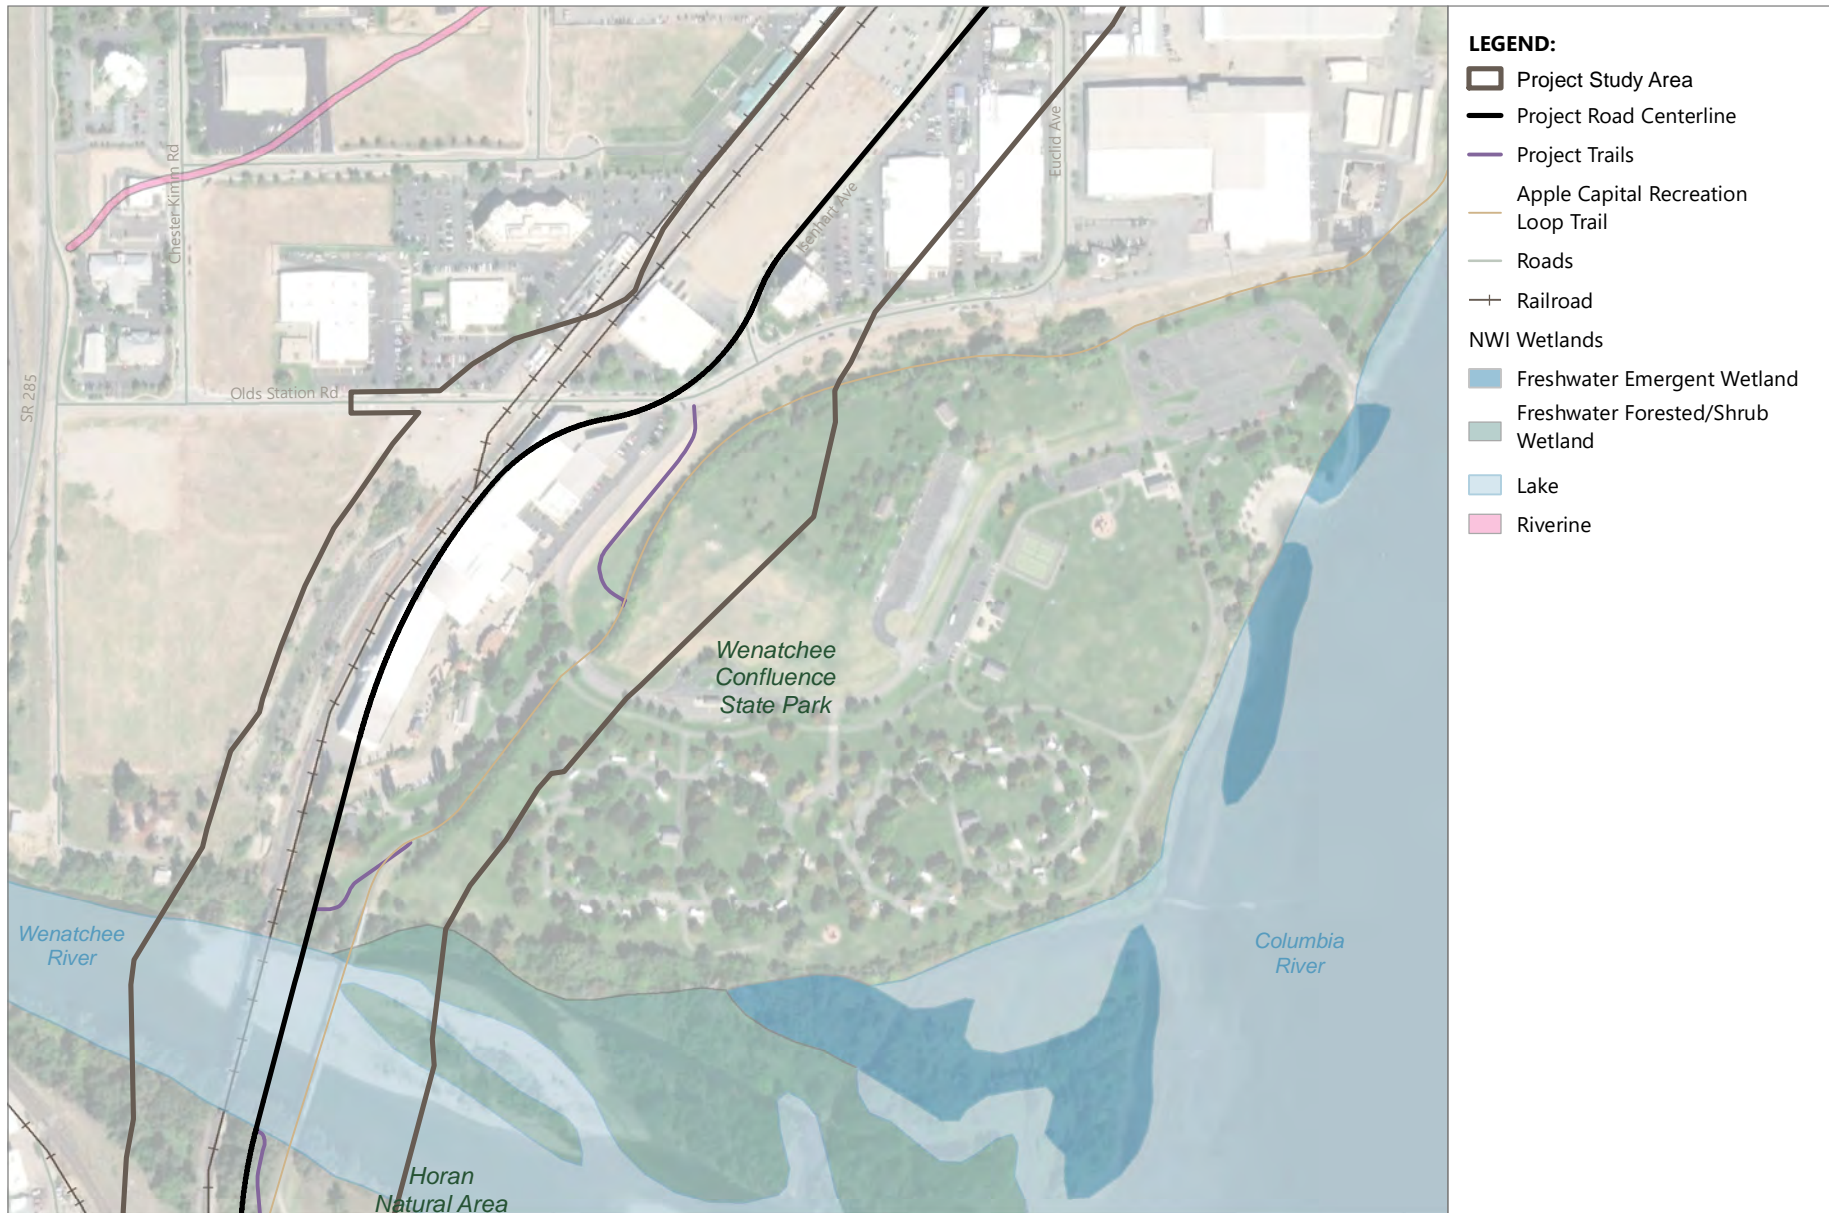 LEGEND:
Project Study Area
Project Road Centerline
Project Trails
Apple Capital Recreation
Loop Trail
Roads
Railroad
NWI Wetlands
Freshwater Emergent Wetland
Freshwater Forested/Shrub
Wetland
Lake
Riverine
Chester Kimm Rd
Euclid Ave
Isenhart Ave
SR 285
Olds Station Rd
Wenatchee
Confluence
State Park
Wenatchee
River
Columbia
River
Horan
Natural Area